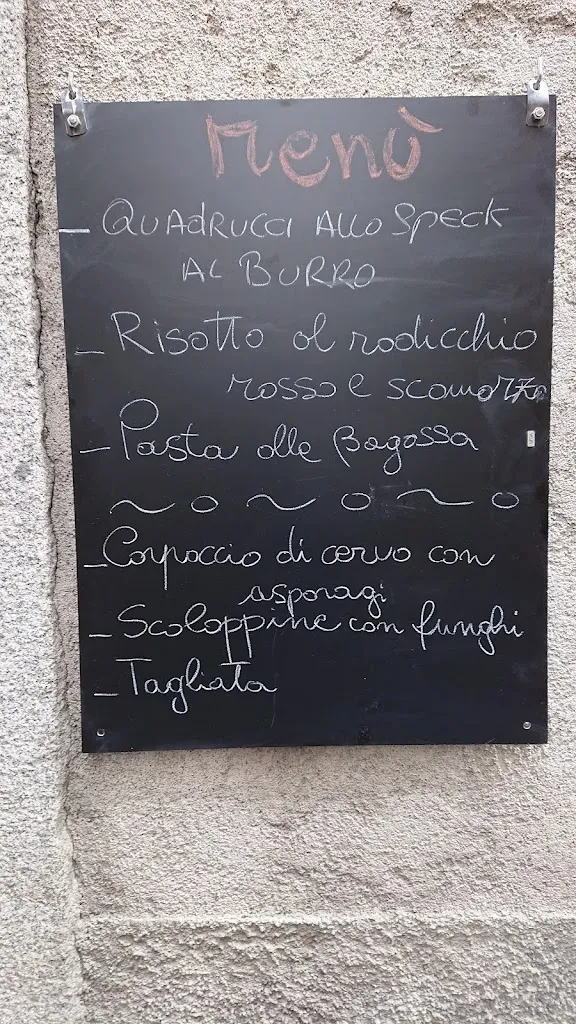 Menù
– QUADRUCCI ALLO SPECK
AL BURRO
– Risotto al radicchio
rosso e scamorza
– Pasta alla Bagossa
~ o ~ o ~ o
– Carpaccio di cervo con
asparagi
– Scaloppine con funghi
– Tagliata